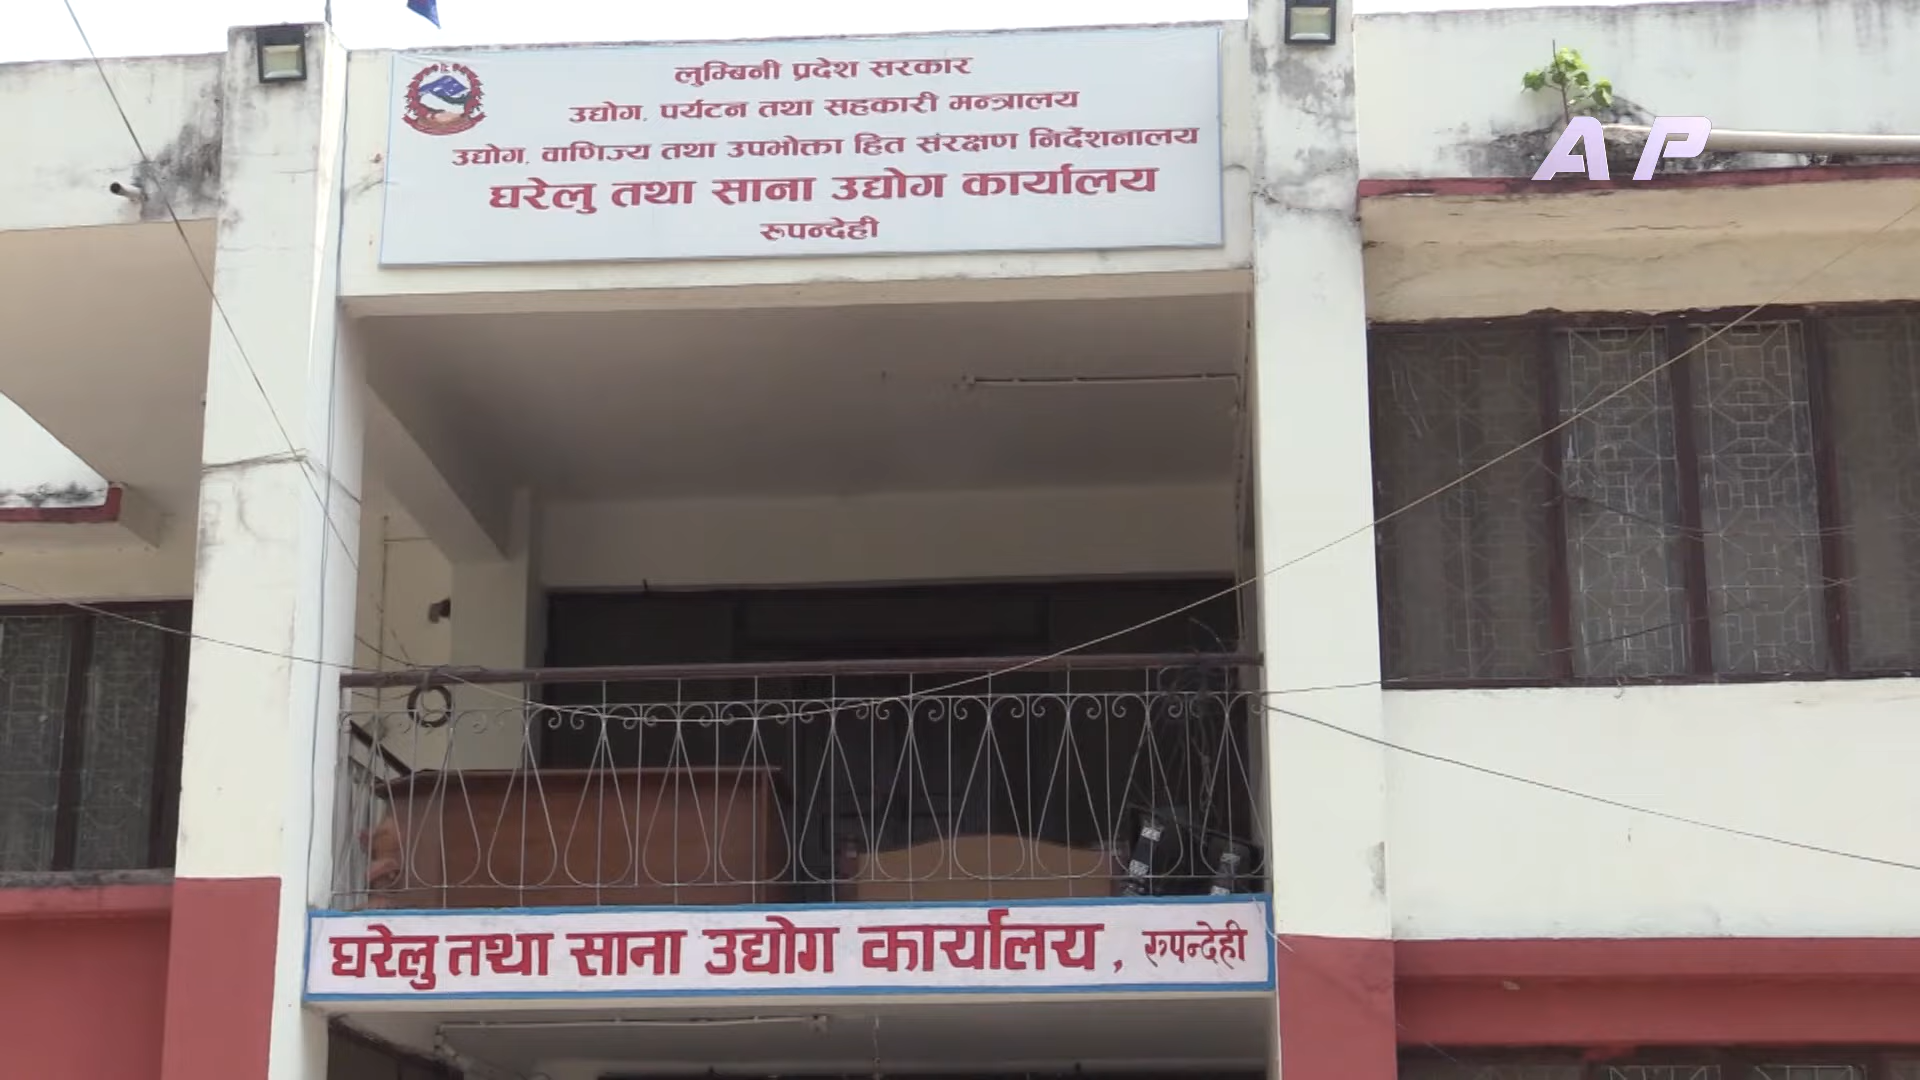 लुम्बिनी प्रदेश सरकार
उद्योग, पर्यटन तथा सहकारी मन्त्रालय
उद्योग, वाणिज्य तथा उपभोक्ता हित संरक्षण निर्देशनालय
घरेलु तथा साना उद्योग कार्यालय
रुपन्देही
AP
घरेलु तथा साना उद्योग कार्यालय, रुपन्देही